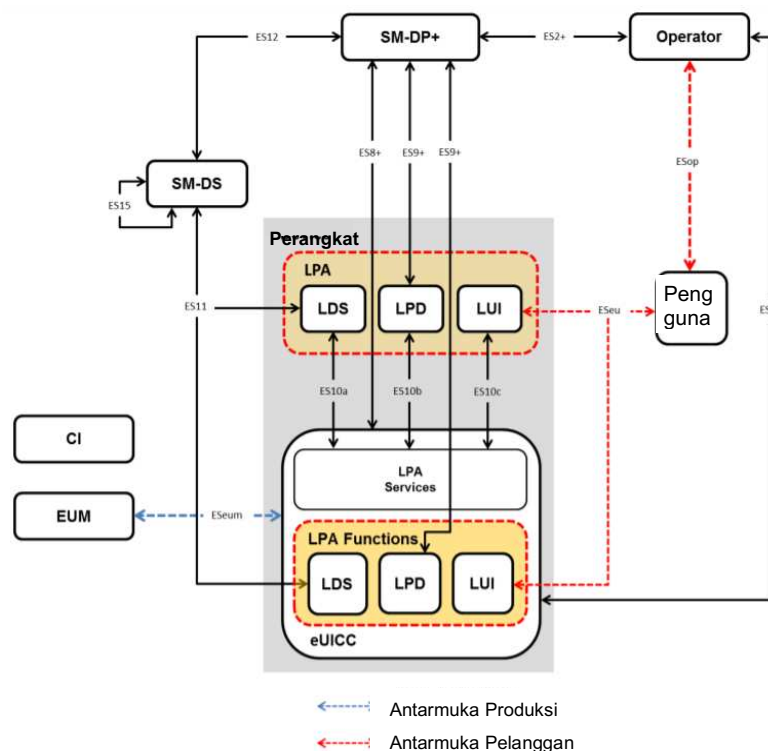 ES12
SM-DP+
ES2+
Operator
ES8+
ES9+
ES9+
ESop
SM-DS
ES15
Perangkat
LPA
ES11
LDS
LPD
LUI
ESeu
Peng
guna
ES
ES10a
ES10b
ES10c
CI
LPA
Services
EUM
ESeum
LPA Functions
LDS
LPD
LUI
eUICC
Antarmuka Produksi
Antarmuka Pelanggan